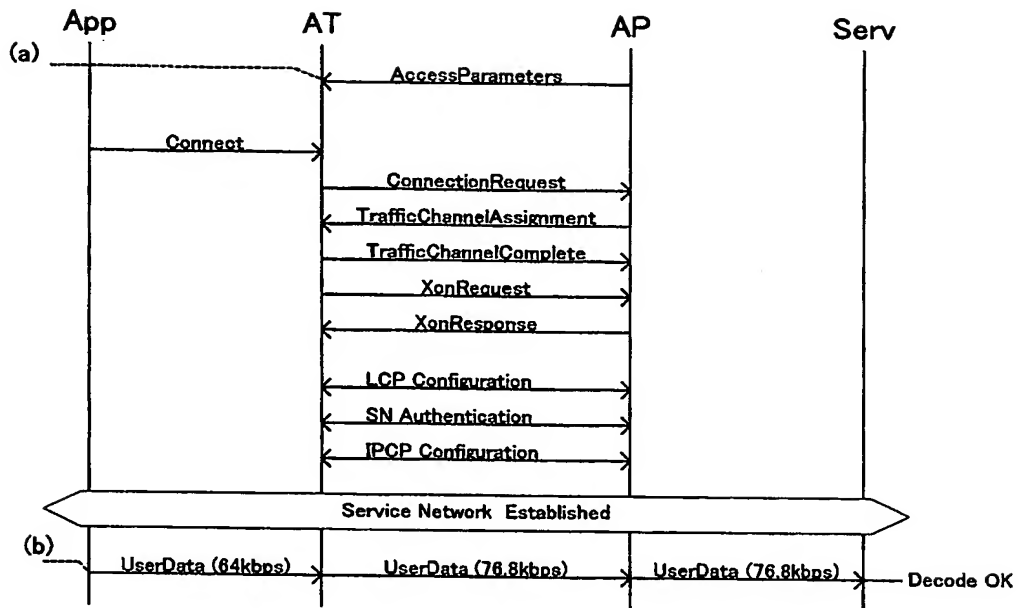 App AT AP Serv
(a)
AccessParameters
Connect
ConnectionRequest
TrafficChannelAssignment
TrafficChannelComplete
XonRequest
XonResponse
LCP Configuration
SN Authentication
IPCP Configuration
Service Network Established
(b)
UserData (64kbps) UserData (76.8kbps) UserData (76.8kbps) Decode OK